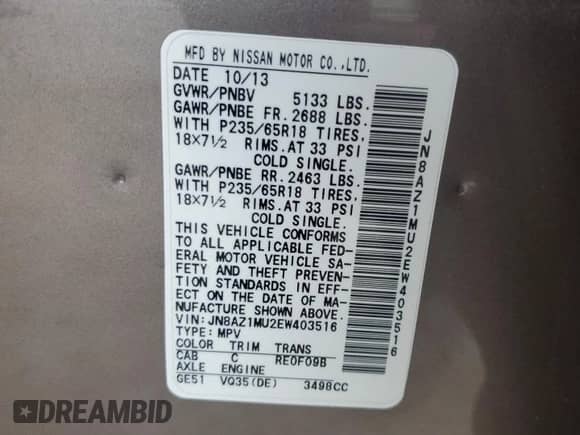 MFD BY NISSAN MOTOR CO.,LTD.
DATE 10/13
GVWR/PNBV 5133 LBS.
GAWR/PNBE FR. 2688 LBS.
WITH P235/65R18 TIRES,
18X7½ RIMS. AT 33 PSI
COLD SINGLE.
GAWR/PNBE RR. 2463 LBS.
WITH P235/65R18 TIRES,
18X7½ RIMS. AT 33 PSI
COLD SINGLE.
THIS VEHICLE CONFORMS
TO ALL APPLICABLE FED-
ERAL MOTOR VEHICLE SA-
FETY AND THEFT PREVEN-
TION STANDARDS IN EFF-
ECT ON THE DATE OF MA-
NUFACTURE SHOWN ABOVE.
VIN: JN8AZ1MU2EW403516
TYPE: MPV
COLOR TRIM TRANS
CAB C RE0F09B
AXLE ENGINE
GE51 VQ35(DE) 3498CC
JN8AZ1MU2EW403516
DREAMBID